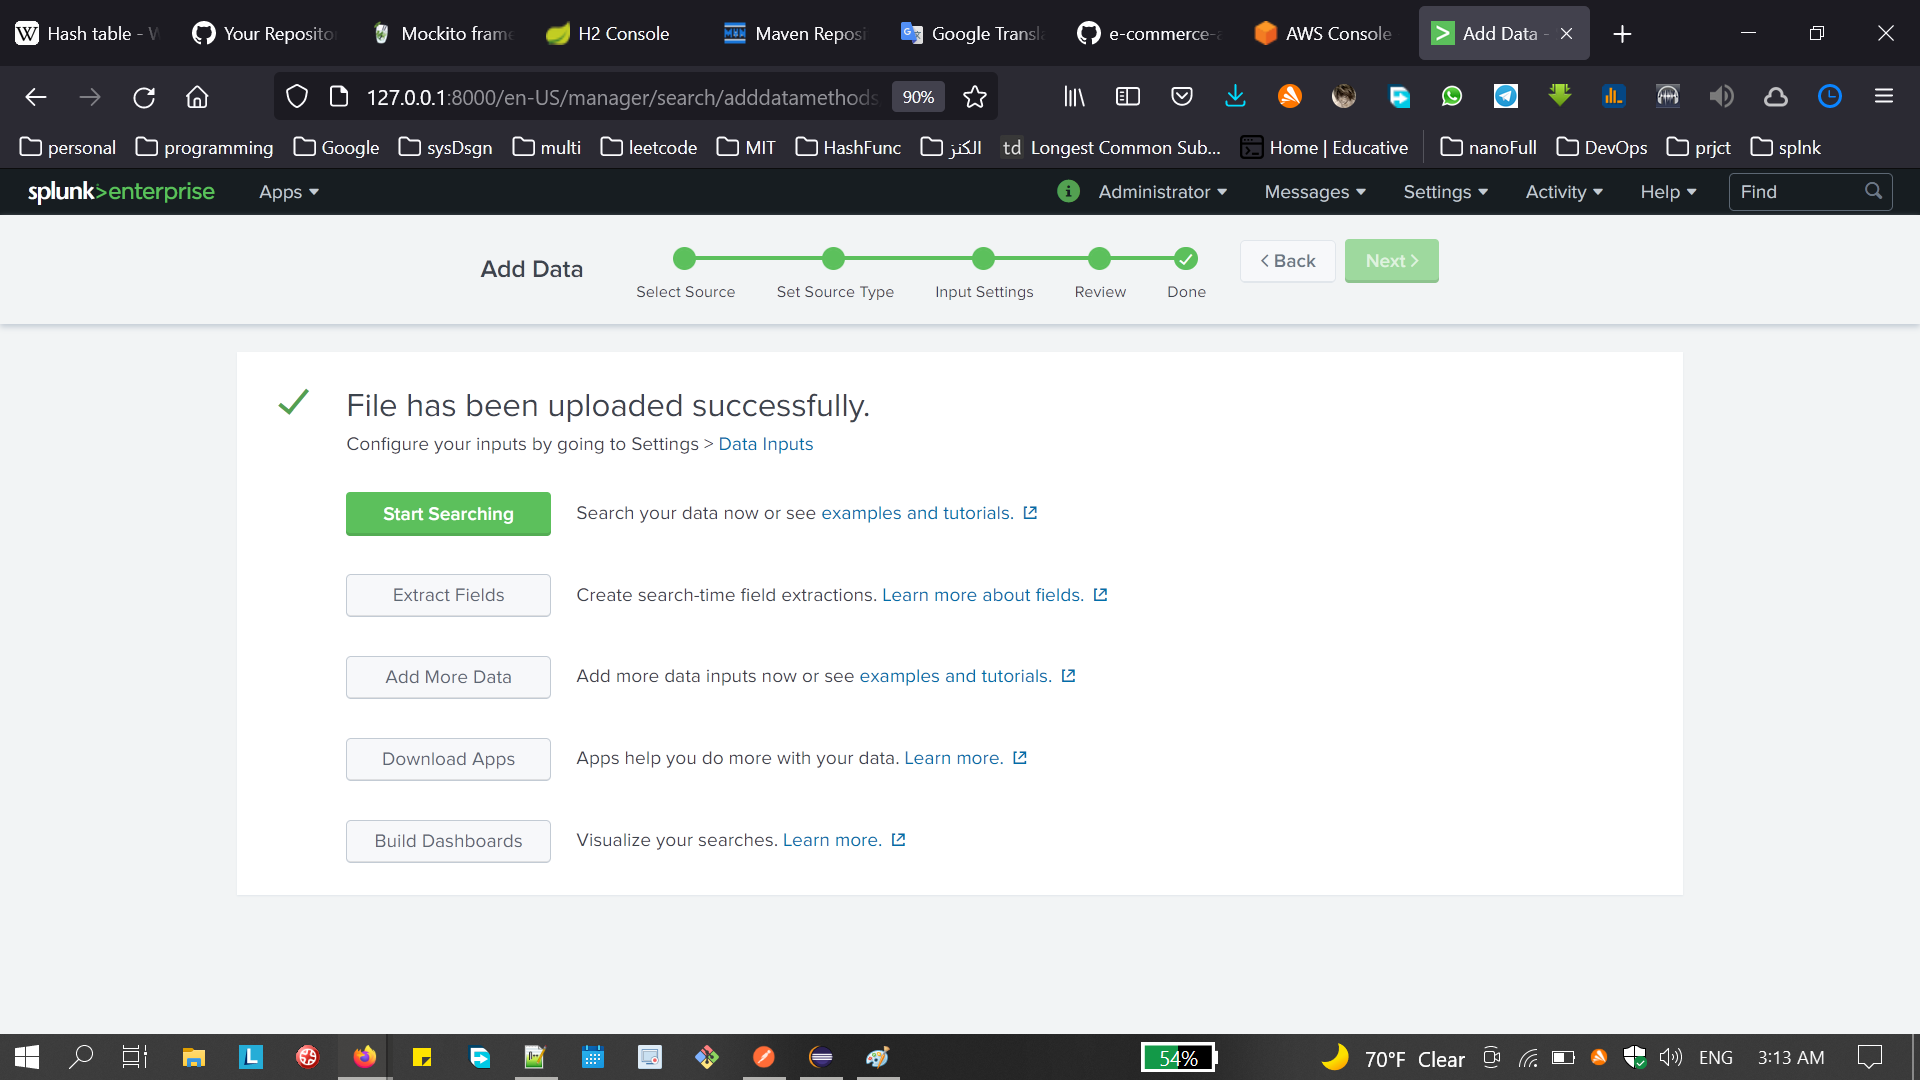 Hash table - W
Your Reposito
Mockito frame
H2 Console
Maven Reposi
Google Transla
e-commerce-a
AWS Console
Add Data -
127.0.0.1:8000/en-US/manager/search/adddatamethods
90%
personal
programming
Google
sysDsgn
multi
leetcode
MIT
HashFunc
الكنز
td Longest Common Sub...
Home | Educative
nanoFull
DevOps
prjct
splnk
splunk>enterprise
Apps
Administrator
Messages
Settings
Activity
Help
Find
Add Data
Select Source
Set Source Type
Input Settings
Review
Done
< Back
Next >
File has been uploaded successfully.
Configure your inputs by going to Settings > Data Inputs
Start Searching
Search your data now or see examples and tutorials.
Extract Fields
Create search-time field extractions. Learn more about fields.
Add More Data
Add more data inputs now or see examples and tutorials.
Download Apps
Apps help you do more with your data. Learn more.
Build Dashboards
Visualize your searches. Learn more.
54%
70°F Clear
ENG
3:13 AM